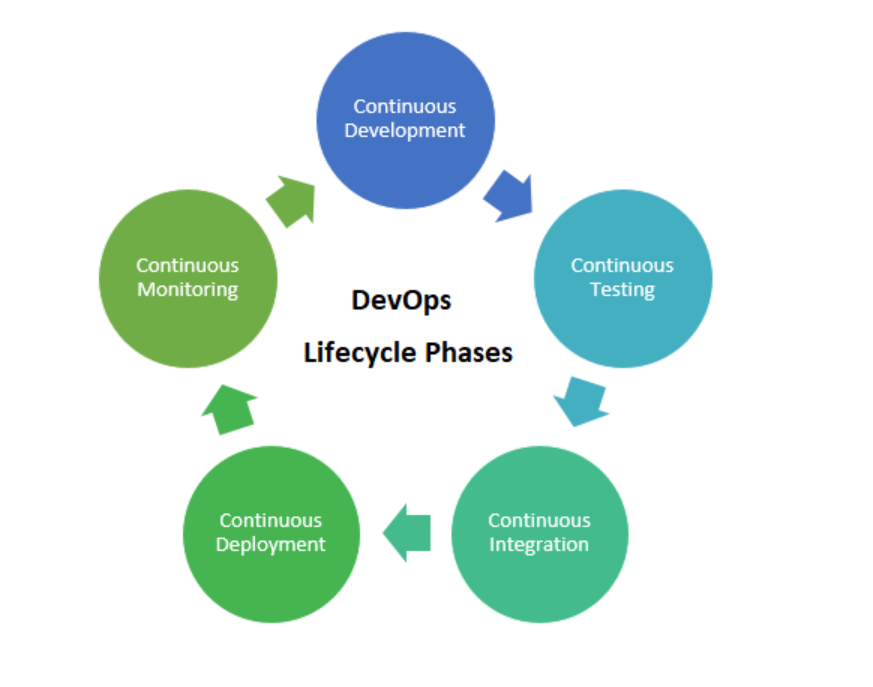 Continuous
Development
Continuous
Testing
Continuous
Integration
Continuous
Deployment
Continuous
Monitoring
DevOps
Lifecycle Phases